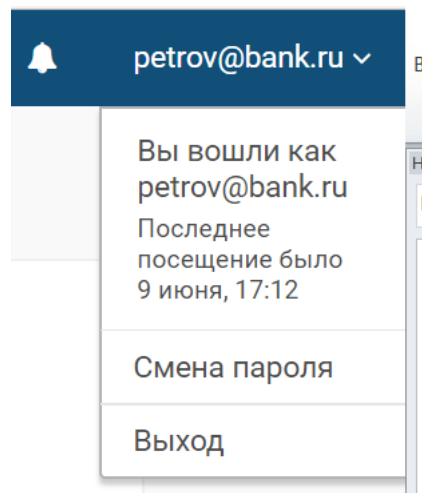 petrov@bank.ru
Вы вошли как
petrov@bank.ru
Последнее
посещение было
9 июня, 17:12
Смена пароля
Выход